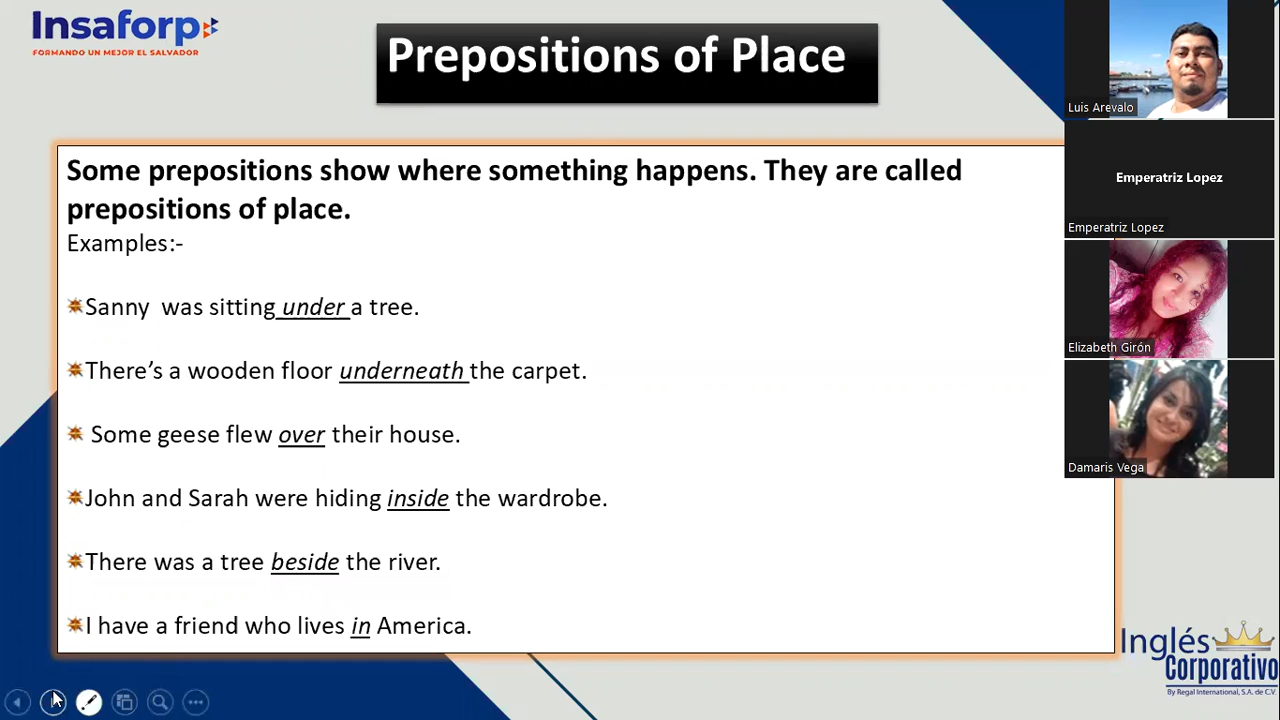 Insaforp
FORMANDO UN MEJOR EL SALVADOR
Prepositions of Place
Some prepositions show where something happens. They are called
prepositions of place.
Examples:-
Sanny was sitting under a tree.
There's a wooden floor underneath the carpet.
Some geese flew over their house.
John and Sarah were hiding inside the wardrobe.
There was a tree beside the river.
I have a friend who lives in America.
Luis Arevalo
Emperatriz Lopez
Emperatriz Lopez
Elizabeth Girón
Damaris Vega
Inglés
Corporativo
By Regal International, S.A. de C.V.